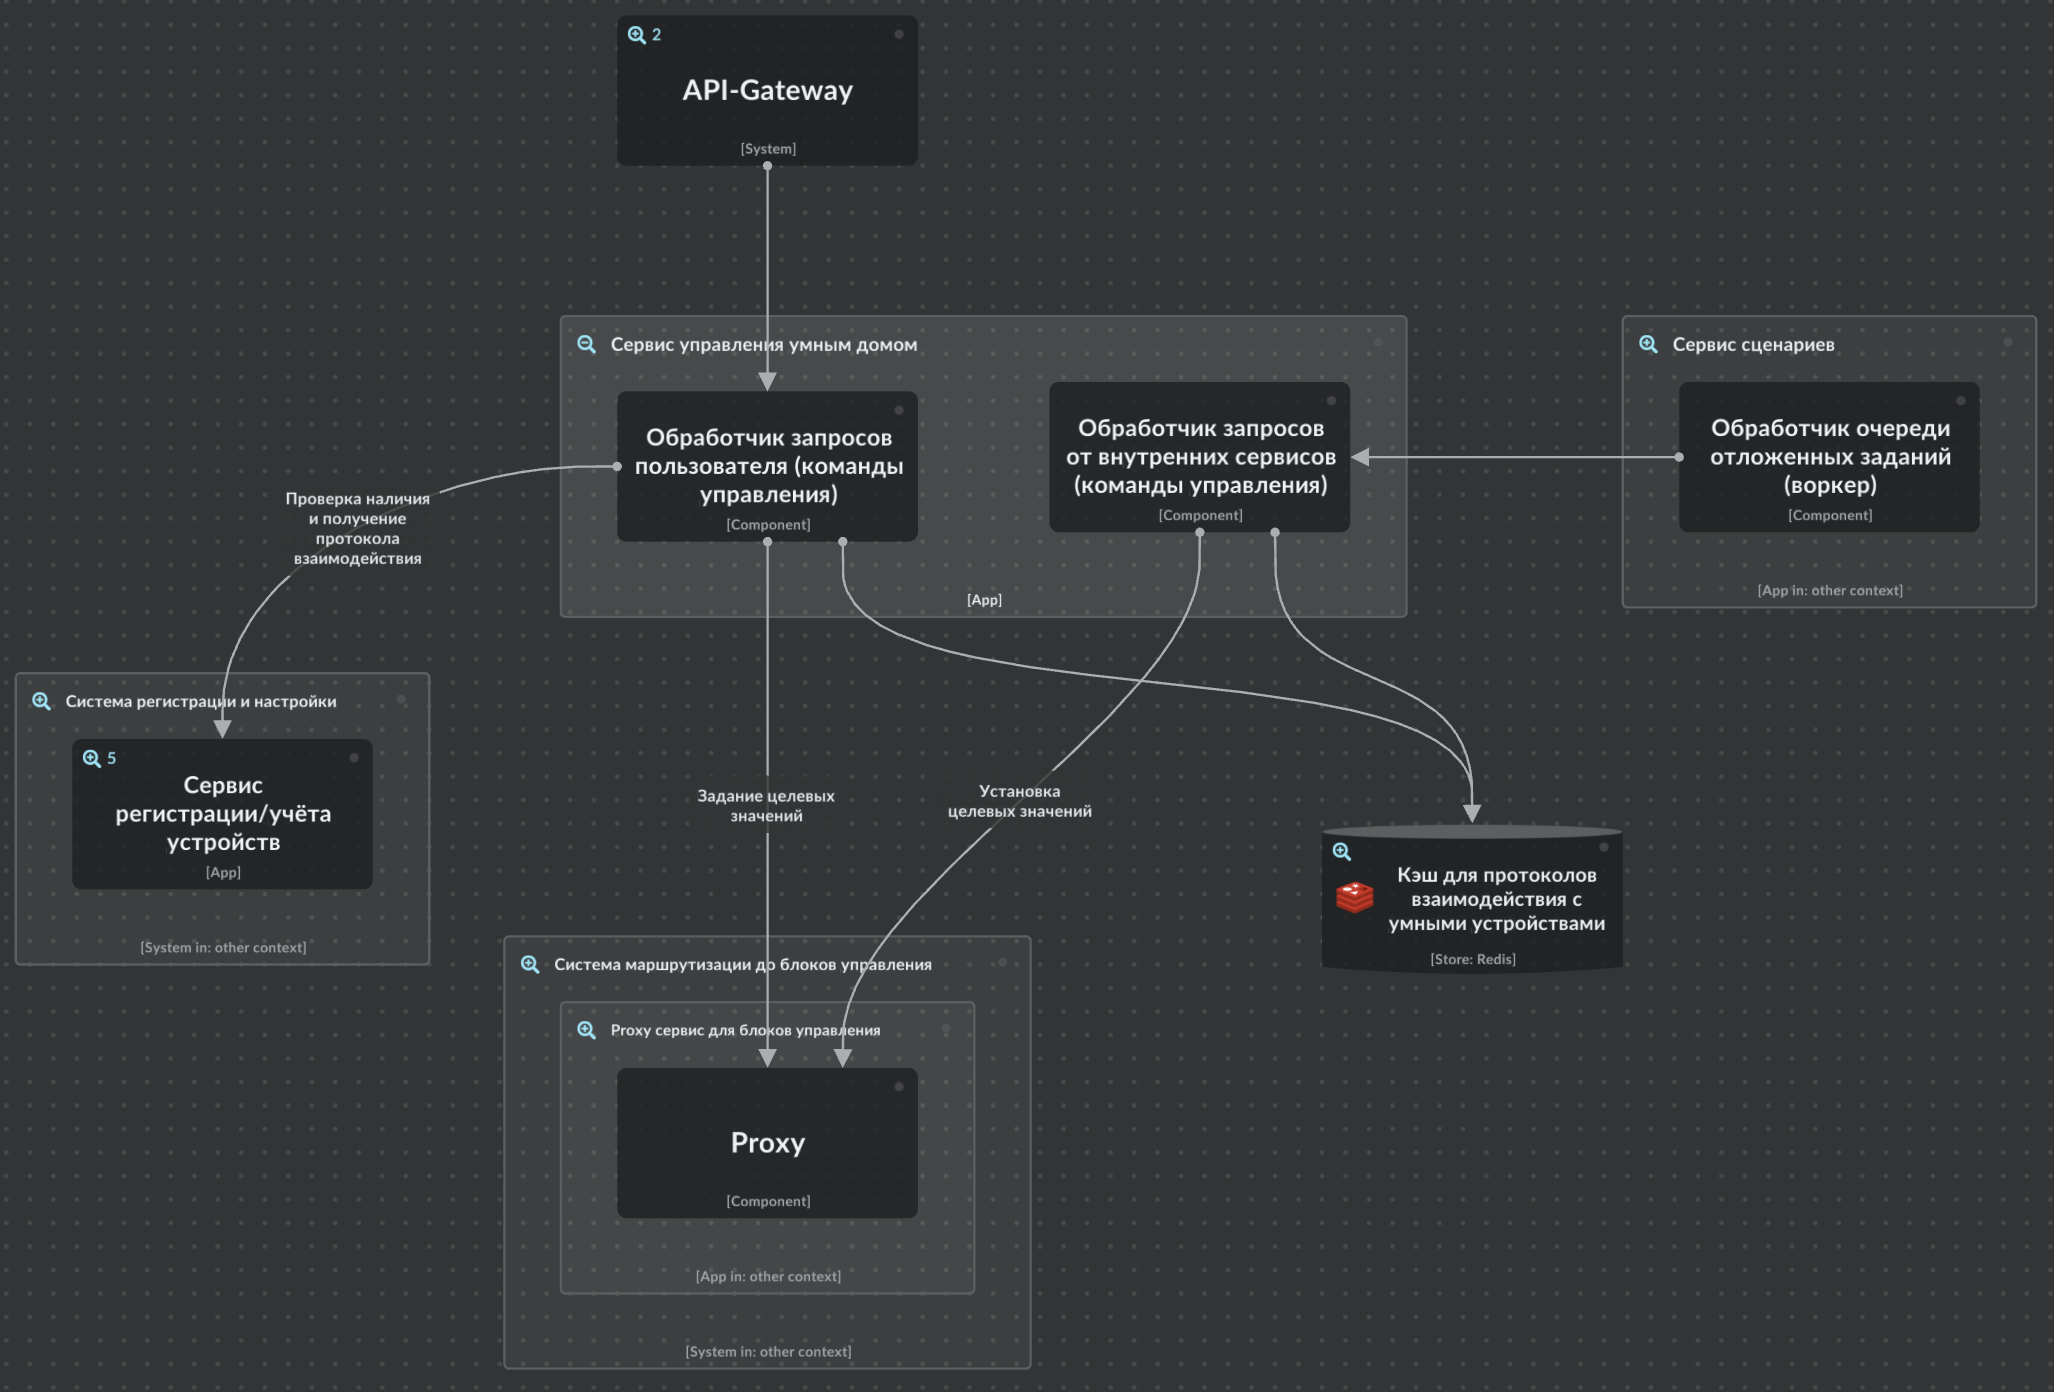 2
API-Gateway
[System]
Сервис управления умным домом
Обработчик запросов
пользователя (команды
управления)
[Component]
Обработчик запросов
от внутренних сервисов
(команды управления)
[Component]
[App]
Сервис сценариев
Обработчик очереди
отложенных заданий
(воркер)
[Component]
[App in: other context]
Проверка наличия
и получение
протокола
взаимодействия
Система регистрации и настройки
5
Сервис
регистрации/учёта
устройств
[App]
[System in: other context]
Задание целевых
значений
Установка
целевых значений
Кэш для протоколов
взаимодействия с
умными устройствами
[Store: Redis]
Система маршрутизации до блоков управления
Proxy сервис для блоков управления
Proxy
[Component]
[App in: other context]
[System in: other context]